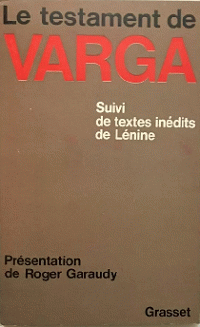 Le testament de
VARGA
Suivi
de textes inédits
de Lénine
Présentation
de Roger Garaudy
Grasset